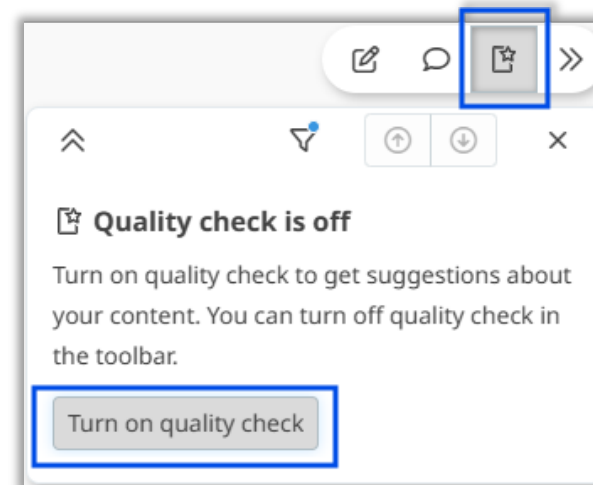 Quality check is off
Turn on quality check to get suggestions about
your content. You can turn off quality check in
the toolbar.
Turn on quality check